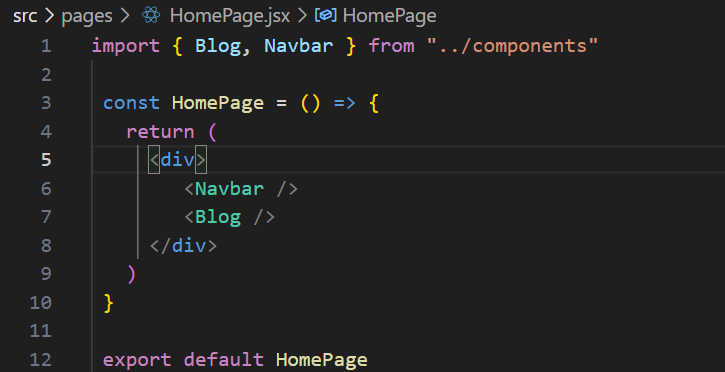 src > pages > HomePage.jsx > HomePage
1 import { Blog, Navbar } from "../components"
2
3 const HomePage = () => {
4 return (
5 <div>
6 <Navbar />
7 <Blog />
8 </div>
9 )
10 }
11
12 export default HomePage